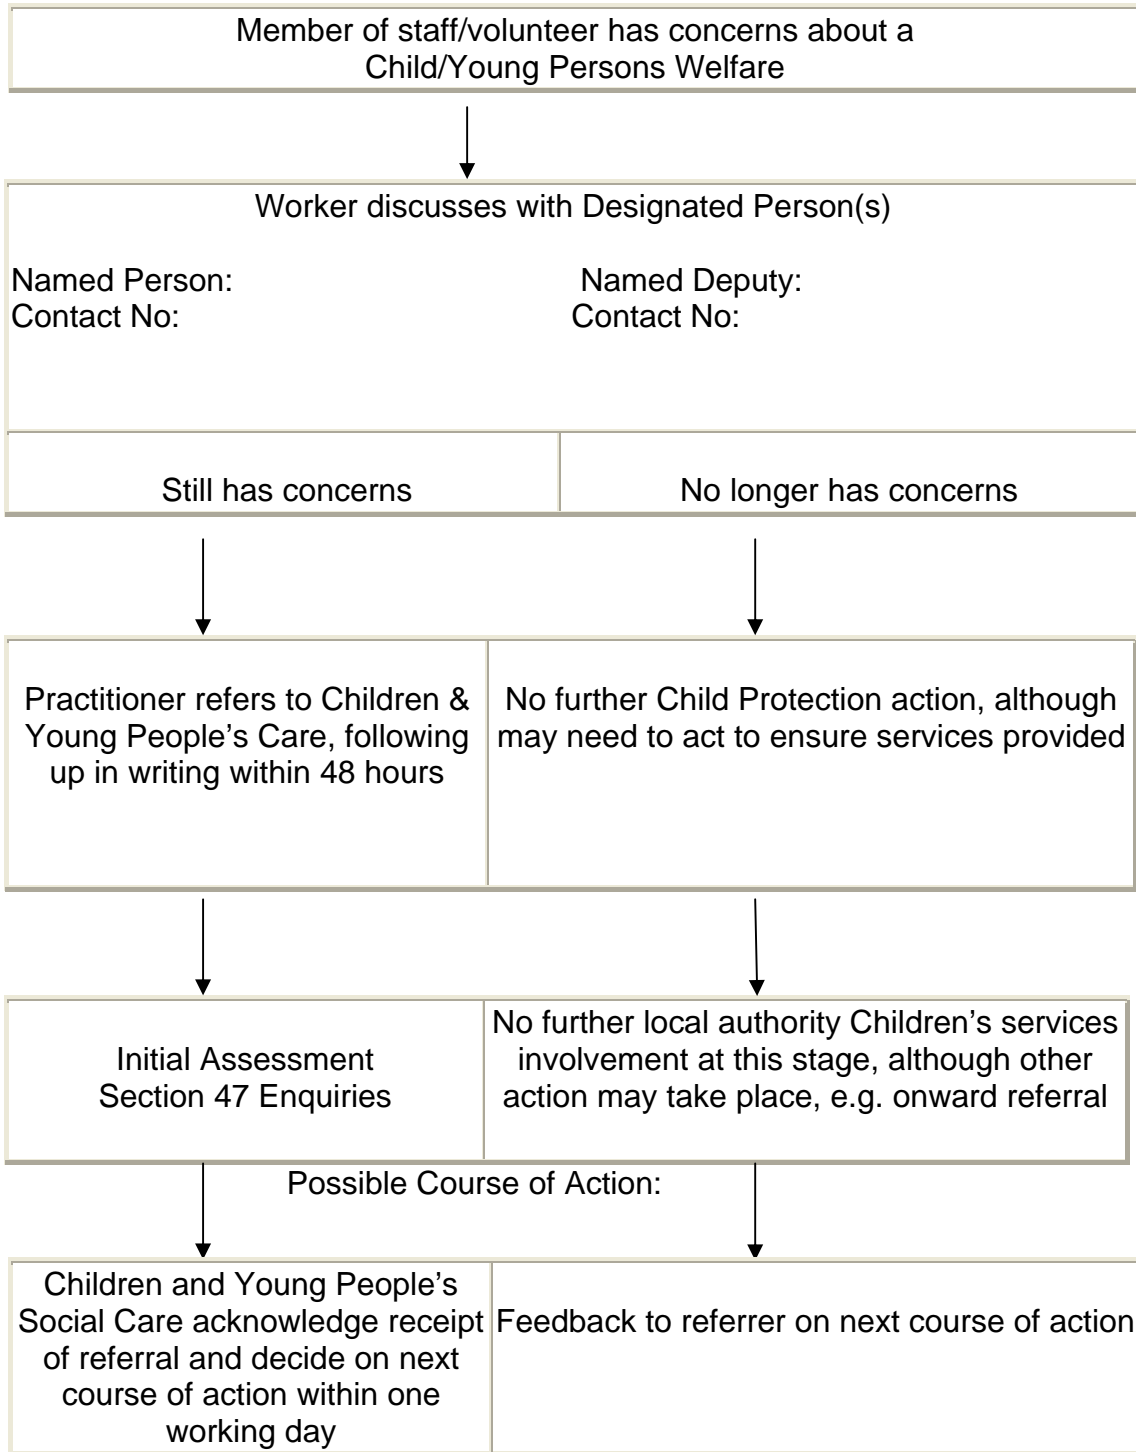 Member of staff/volunteer has concerns about a
Child/Young Persons Welfare
Worker discusses with Designated Person(s)
Named Person: Named Deputy:
Contact No: Contact No:
Still has concerns
No longer has concerns
Practitioner refers to Children &
Young People’s Care, following
up in writing within 48 hours
No further Child Protection action, although
may need to act to ensure services provided
Initial Assessment
Section 47 Enquiries
No further local authority Children’s services
involvement at this stage, although other
action may take place, e.g. onward referral
Possible Course of Action:
Children and Young People’s
Social Care acknowledge receipt
of referral and decide on next
course of action within one
working day
Feedback to referrer on next course of action